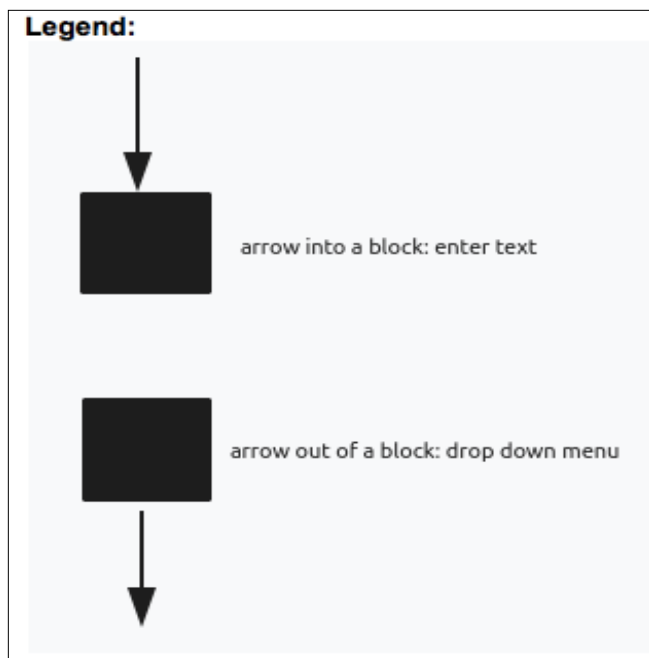 Legend:
arrow into a block: enter text
arrow out of a block: drop down menu